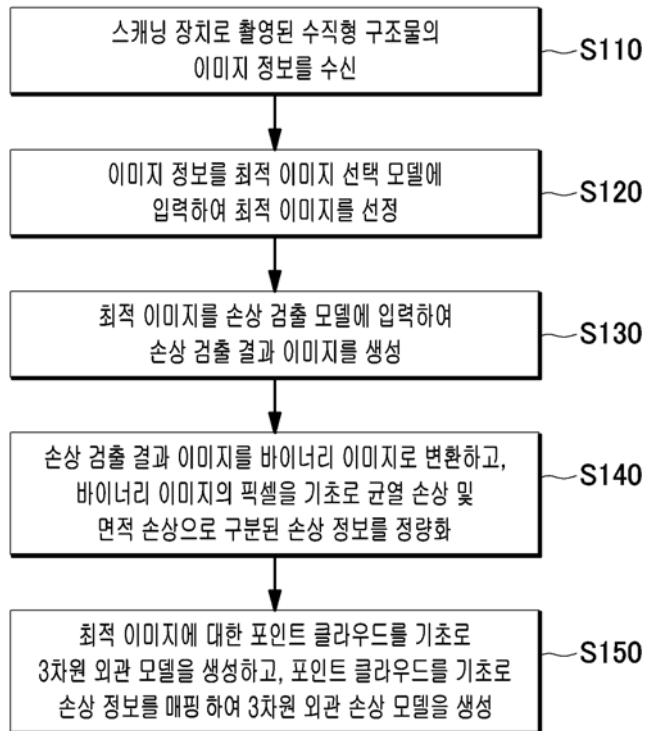 스캐닝 장치로 촬영된 수직형 구조물의
이미지 정보를 수신
S110
이미지 정보를 최적 이미지 선택 모델에
입력하여 최적 이미지를 선정
S120
최적 이미지를 손상 검출 모델에 입력하여
손상 검출 결과 이미지를 생성
S130
손상 검출 결과 이미지를 바이너리 이미지로 변환하고,
바이너리 이미지의 픽셀을 기초로 균열 손상 및
면적 손상으로 구분된 손상 정보를 정량화
S140
최적 이미지에 대한 포인트 클라우드를 기초로
3차원 외관 모델을 생성하고, 포인트 클라우드를 기초로
손상 정보를 매핑 하여 3차원 외관 손상 모델을 생성
S150